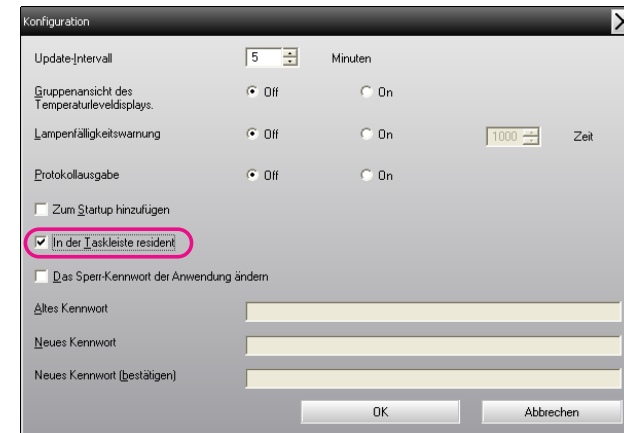 Konfiguration
Update-Intervall 5 Minuten
Gruppenansicht des
Temperaturleveldisplays. Off On
Lampenfälligkeitswarnung Off On 1000 Zeit
Protokollausgabe Off On
Zum Startup hinzufügen
In der Taskleiste resident
Das Sperr-Kennwort der Anwendung ändern
Altes Kennwort
Neues Kennwort
Neues Kennwort (bestätigen)
OK Abbrechen